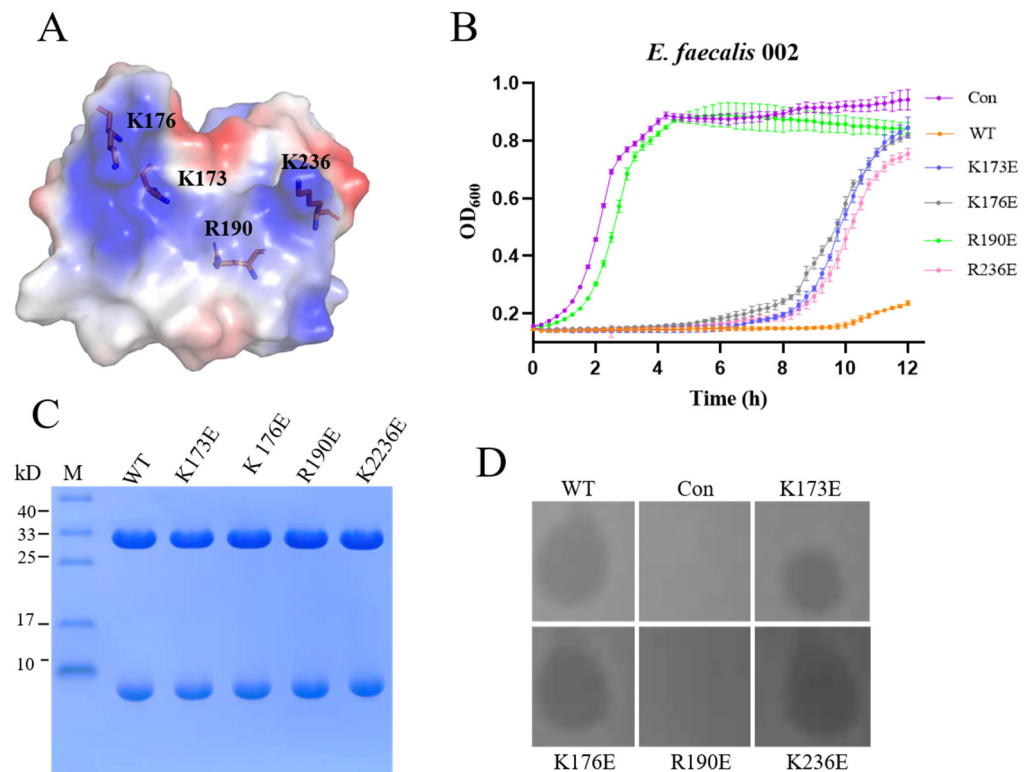 A
K176
K173
K236
R190
B
E. faecalis 002
OD600
1.0
0.8
0.6
0.4
0.2
0
2
4
6
8
10
12
Time (h)
Con
WT
K173E
K176E
R190E
R236E
C
kD
M
WT
K173E
K 176E
R190E
K2236E
40
33
25
17
10
D
WT
Con
K173E
K176E
R190E
K236E